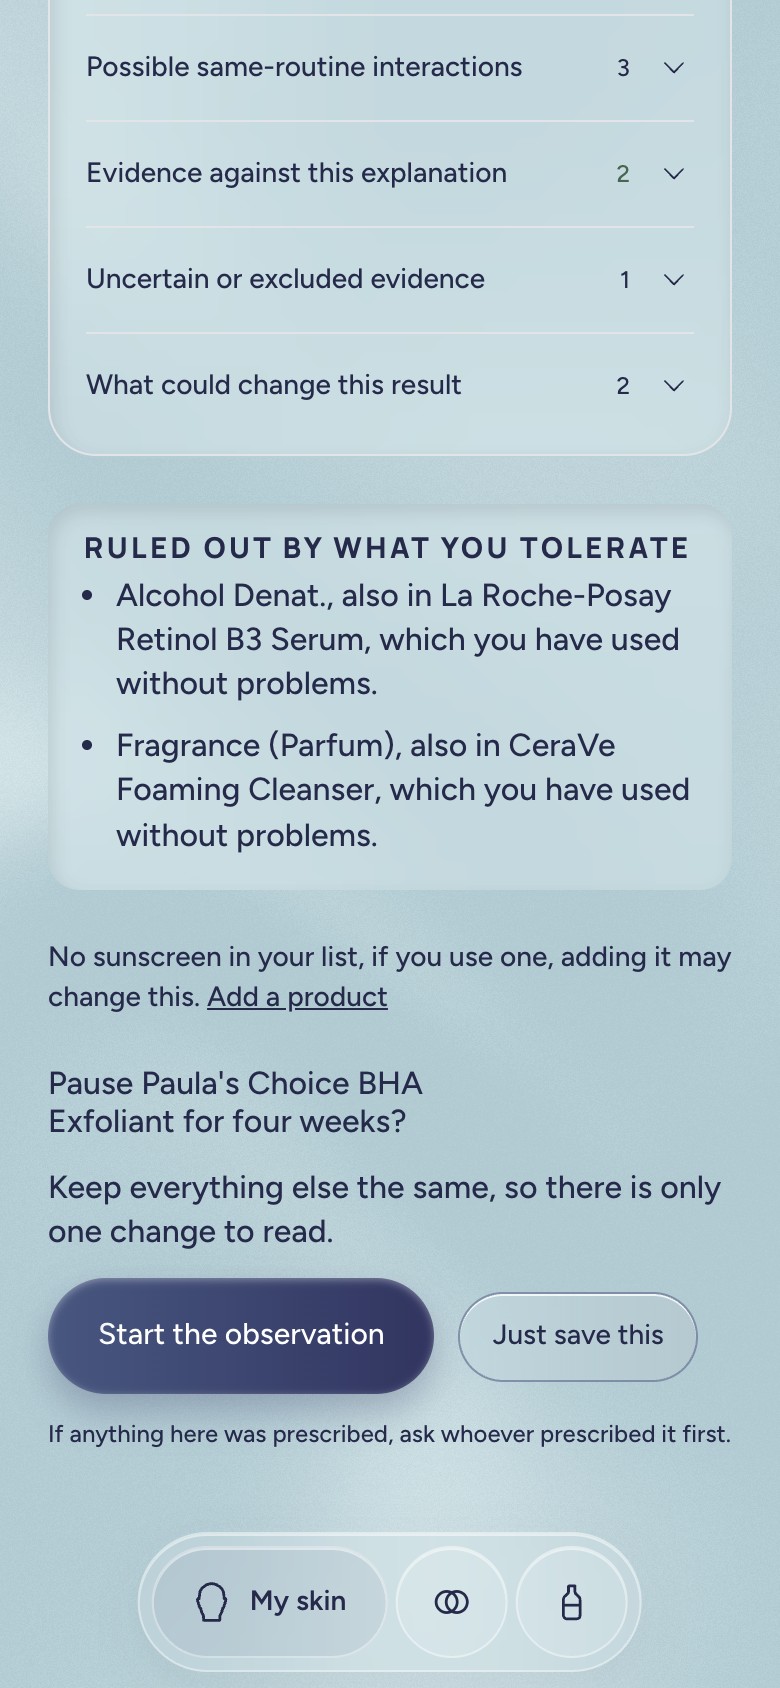 Possible same-routine interactions 3
Evidence against this explanation 2
Uncertain or excluded evidence 1
What could change this result 2
RULED OUT BY WHAT YOU TOLERATE
• Alcohol Denat., also in La Roche-Posay
Retinol B3 Serum, which you have used
without problems.
• Fragrance (Parfum), also in CeraVe
Foaming Cleanser, which you have used
without problems.
No sunscreen in your list, if you use one, adding it may
change this. Add a product
Pause Paula's Choice BHA
Exfoliant for four weeks?
Keep everything else the same, so there is only
one change to read.
Start the observation
Just save this
If anything here was prescribed, ask whoever prescribed it first.
My skin